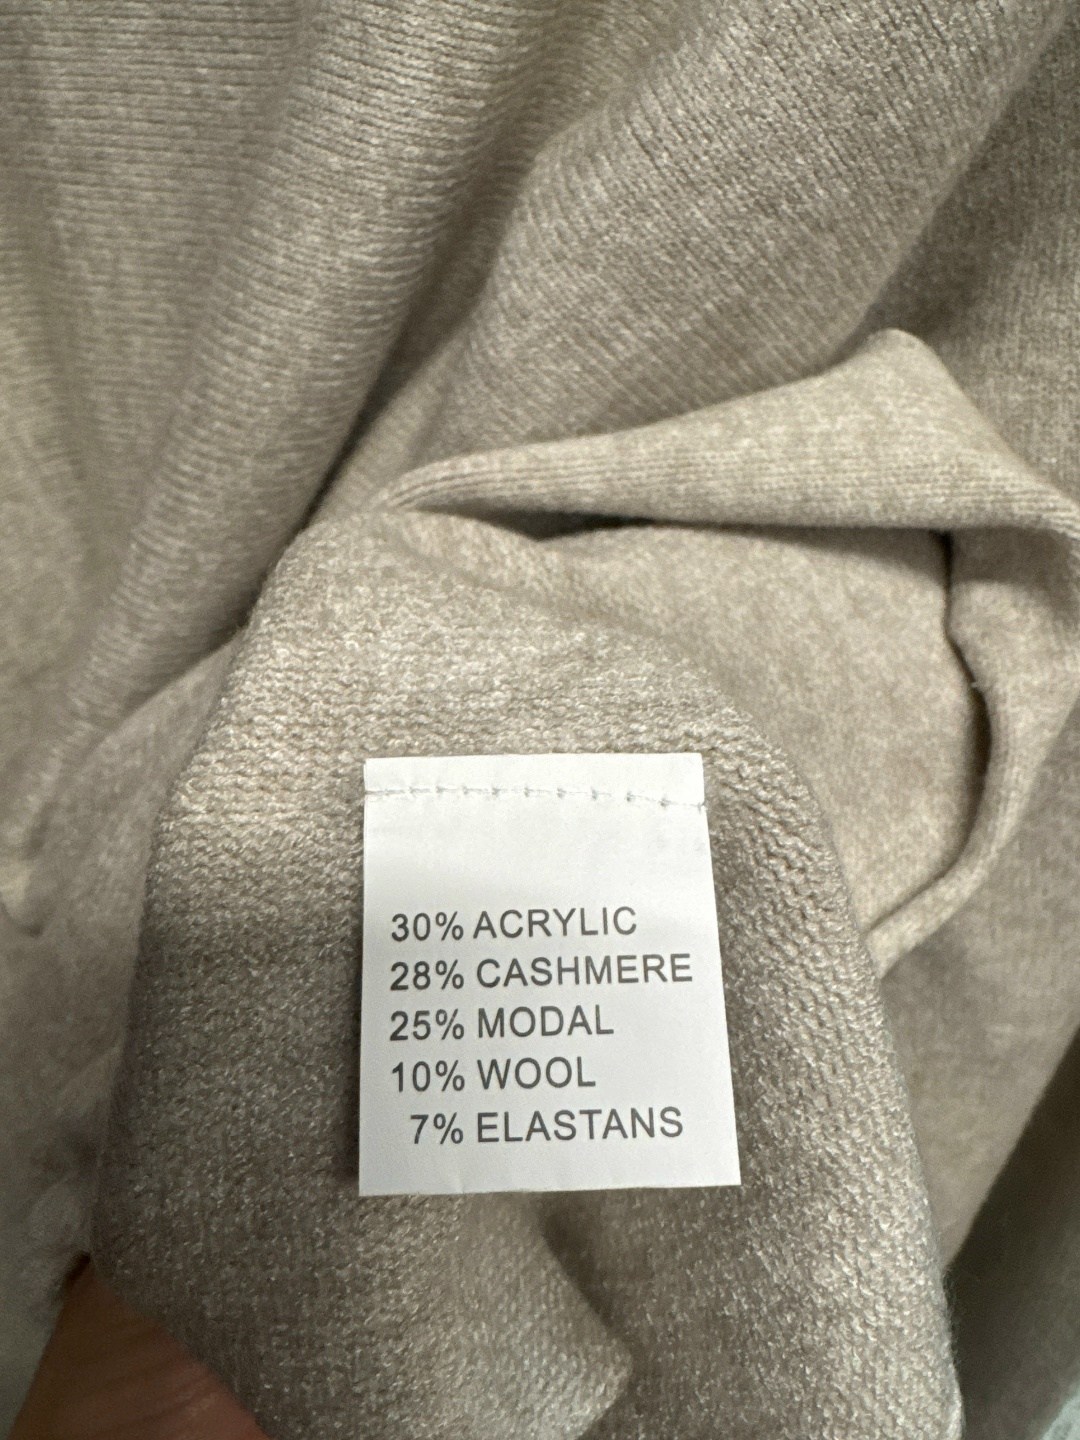 30% ACRYLIC
28% CASHMERE
25% MODAL
10% WOOL
7% ELASTANS